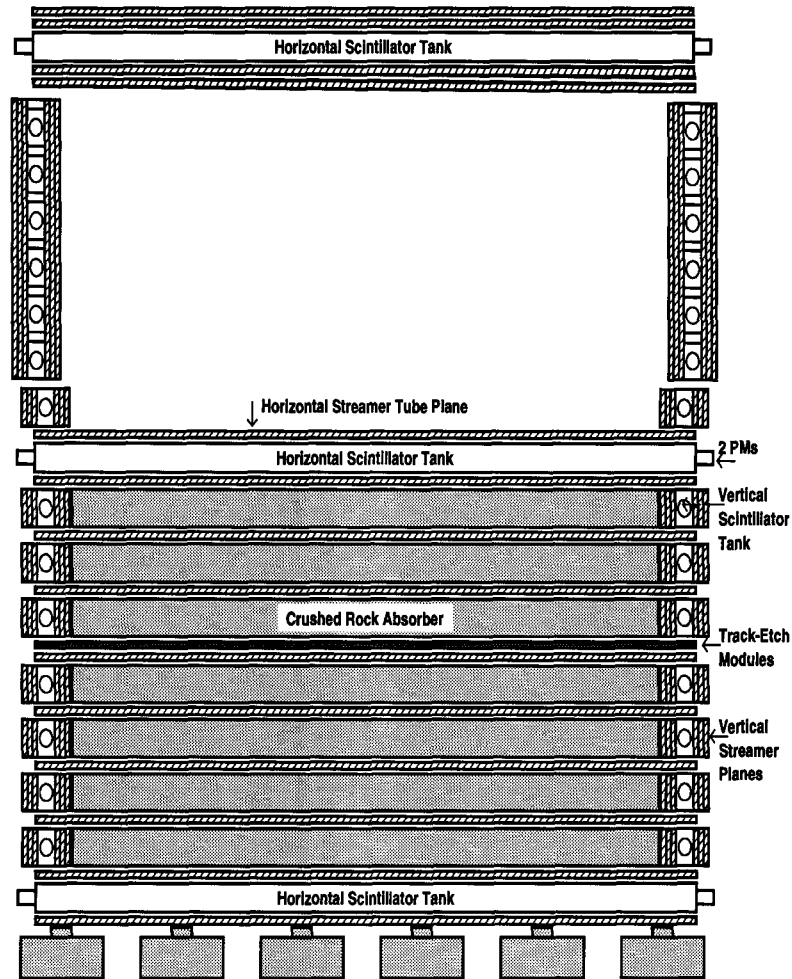 Horizontal Scintillator Tank
Horizontal Streamer Tube Plane
Horizontal Scintillator Tank
2 PMs
Vertical
Scintiliator
Tank
Crushed Rock Absorber
Track-Etch
Modules
Vertical
Streamer
Planes
Horizontal Scintillator Tank